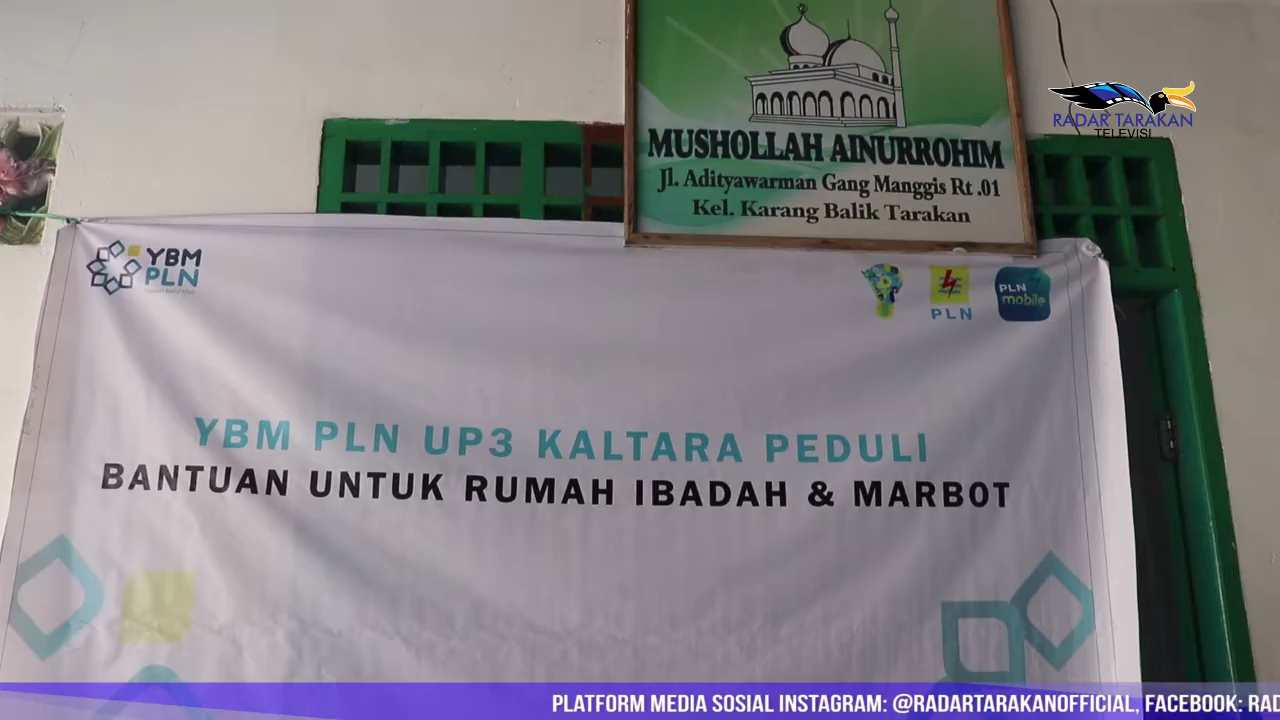 MUSHOLLAH AINURROHIM
Jl. Adityawarman Gang Manggis Rt .01
Kel. Karang Balik Tarakan
RADAR TARAKAN
TELEVISI
YBM
PLN
PLN
PLN
mobile
YBM PLN UP3 KALTARA PEDULI
BANTUAN UNTUK RUMAH IBADAH & MARBOT
PLATFORM MEDIA SOSIAL INSTAGRAM: @RADARTARAKANOFFICIAL, FACEBOOK: RAD